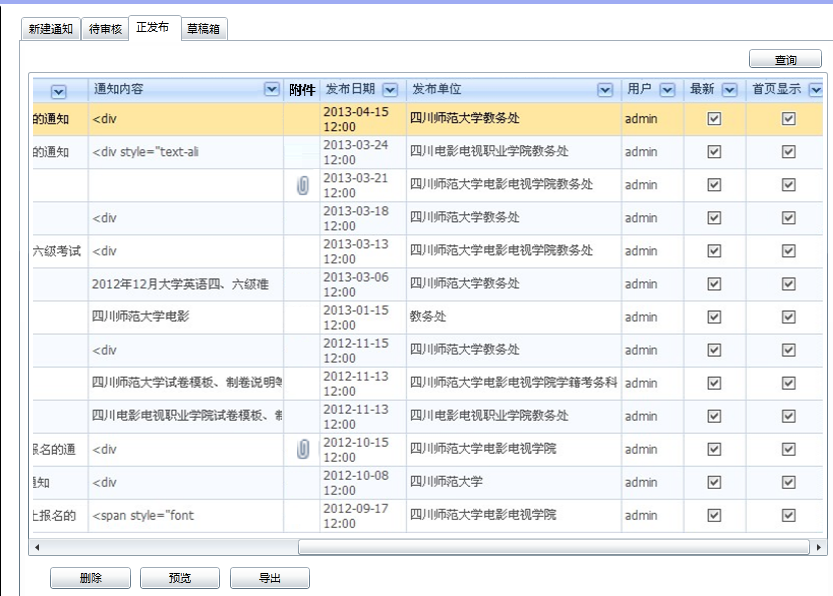 新建通知 待审核 正发布 草稿箱
查询
通知内容 附件 发布日期 发布单位 用户 最新 首页显示
的通知 <div 2013-04-15 12:00 四川师范大学教务处 admin
的通知 <div style="text-ali 2013-03-24 12:00 四川电影电视职业学院教务处 admin
2013-03-21 12:00 四川师范大学电影电视学院教务处 admin
<div 2013-03-18 12:00 四川师范大学教务处 admin
六级考试 <div 2013-03-13 12:00 四川师范大学电影电视学院教务处 admin
2012年12月大学英语四、六级准 2013-03-06 12:00 四川师范大学教务处 admin
四川师范大学电影 2013-01-15 12:00 教务处 admin
<div 2012-11-15 12:00 四川师范大学教务处 admin
四川师范大学试卷模板、制卷说明等 2012-11-13 12:00 四川师范大学电影电视学院学籍考务科 admin
四川电影电视职业学院试卷模板、制 2012-11-13 12:00 四川电影电视职业学院教务处 admin
报名的通 <div 2012-10-15 12:00 四川师范大学电影电视学院 admin
通知 <div 2012-10-08 12:00 四川师范大学 admin
上报名的 <span style="font 2012-09-17 12:00 四川师范大学电影电视学院 admin
删除 预览 导出